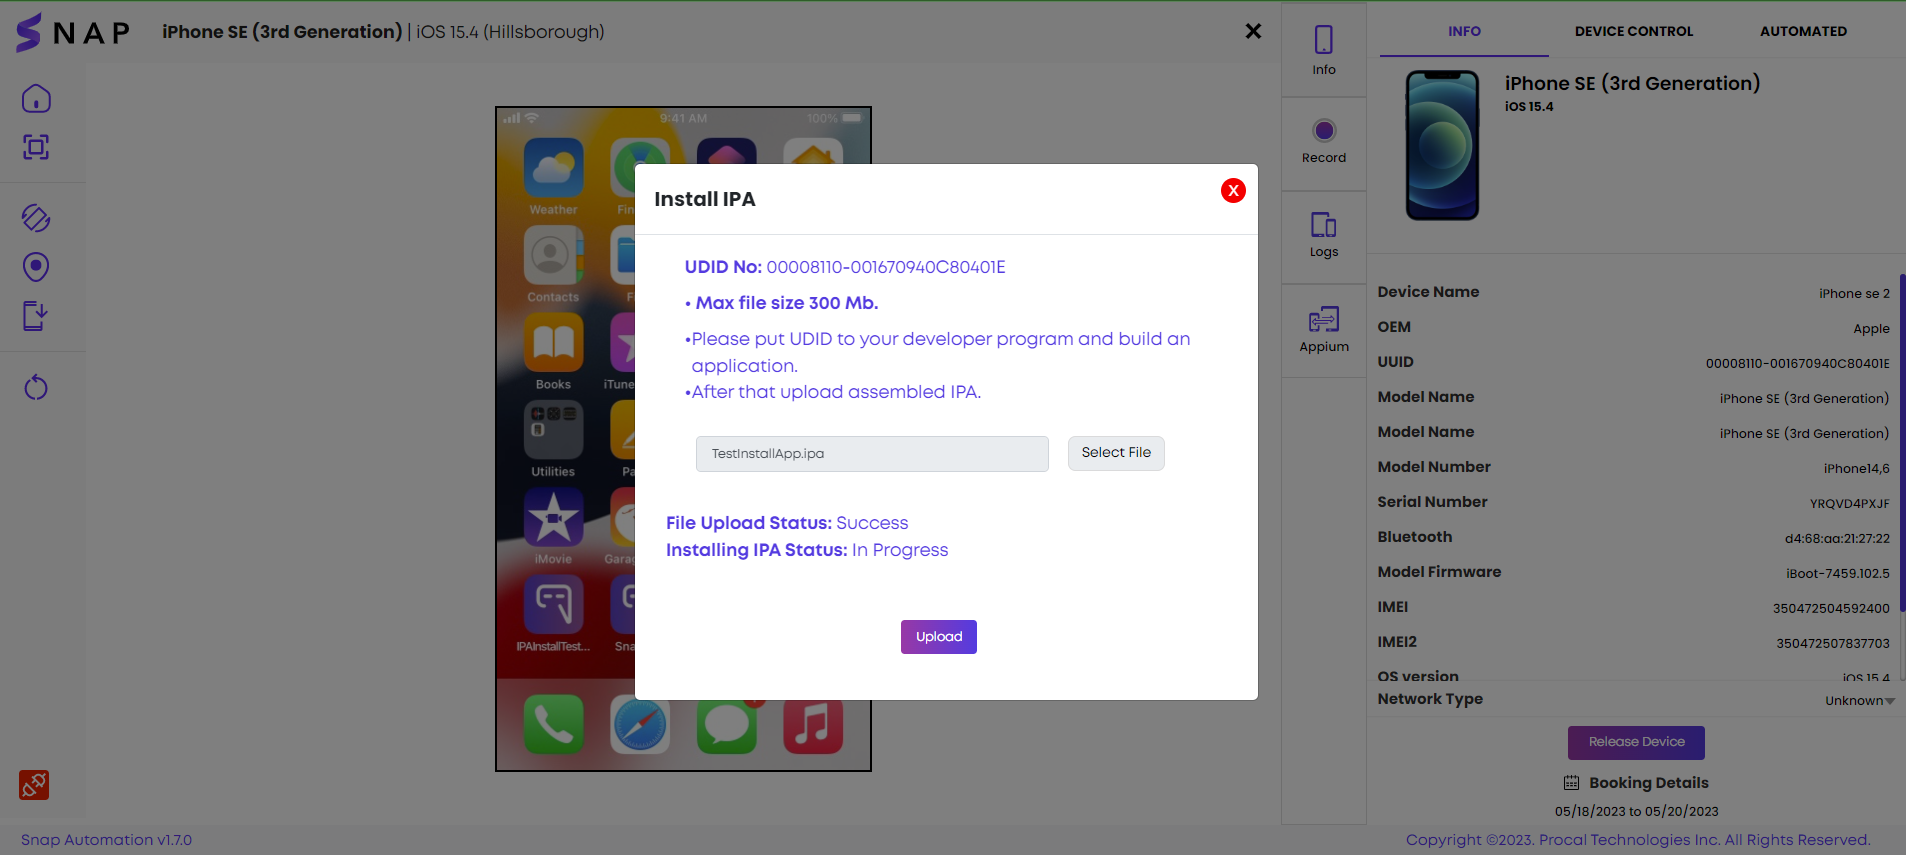 SNAP
iPhone SE (3rd Generation) | iOS 15.4 (Hillsborough)
9:41 AM
100%
Weather
Contacts
Books
iTune
Utilities
iMovie
Garag
IPAInstallTest...
Sna
Install IPA
X
UDID No: 00008110-001670940C80401E
• Max file size 300 Mb.
•Please put UDID to your developer program and build an
application.
•After that upload assembled IPA.
TestInstallApp.ipa
Select File
File Upload Status: Success
Installing IPA Status: In Progress
Upload
Info
Record
Logs
Appium
INFO
DEVICE CONTROL
AUTOMATED
iPhone SE (3rd Generation)
iOS 15.4
Device Name iPhone se 2
OEM Apple
UUID 00008110-001670940C80401E
Model Name iPhone SE (3rd Generation)
Model Name iPhone SE (3rd Generation)
Model Number iPhone14,6
Serial Number YRQVD4PXJF
Bluetooth d4:68:aa:21:27:22
Model Firmware iBoot-7459.102.5
IMEI 350472504592400
IMEI2 350472507837703
OS version iOS 15.4
Network Type Unknown
Release Device
Booking Details
05/18/2023 to 05/20/2023
Snap Automation v1.7.0
Copyright ©2023. Procal Technologies Inc. All Rights Reserved.